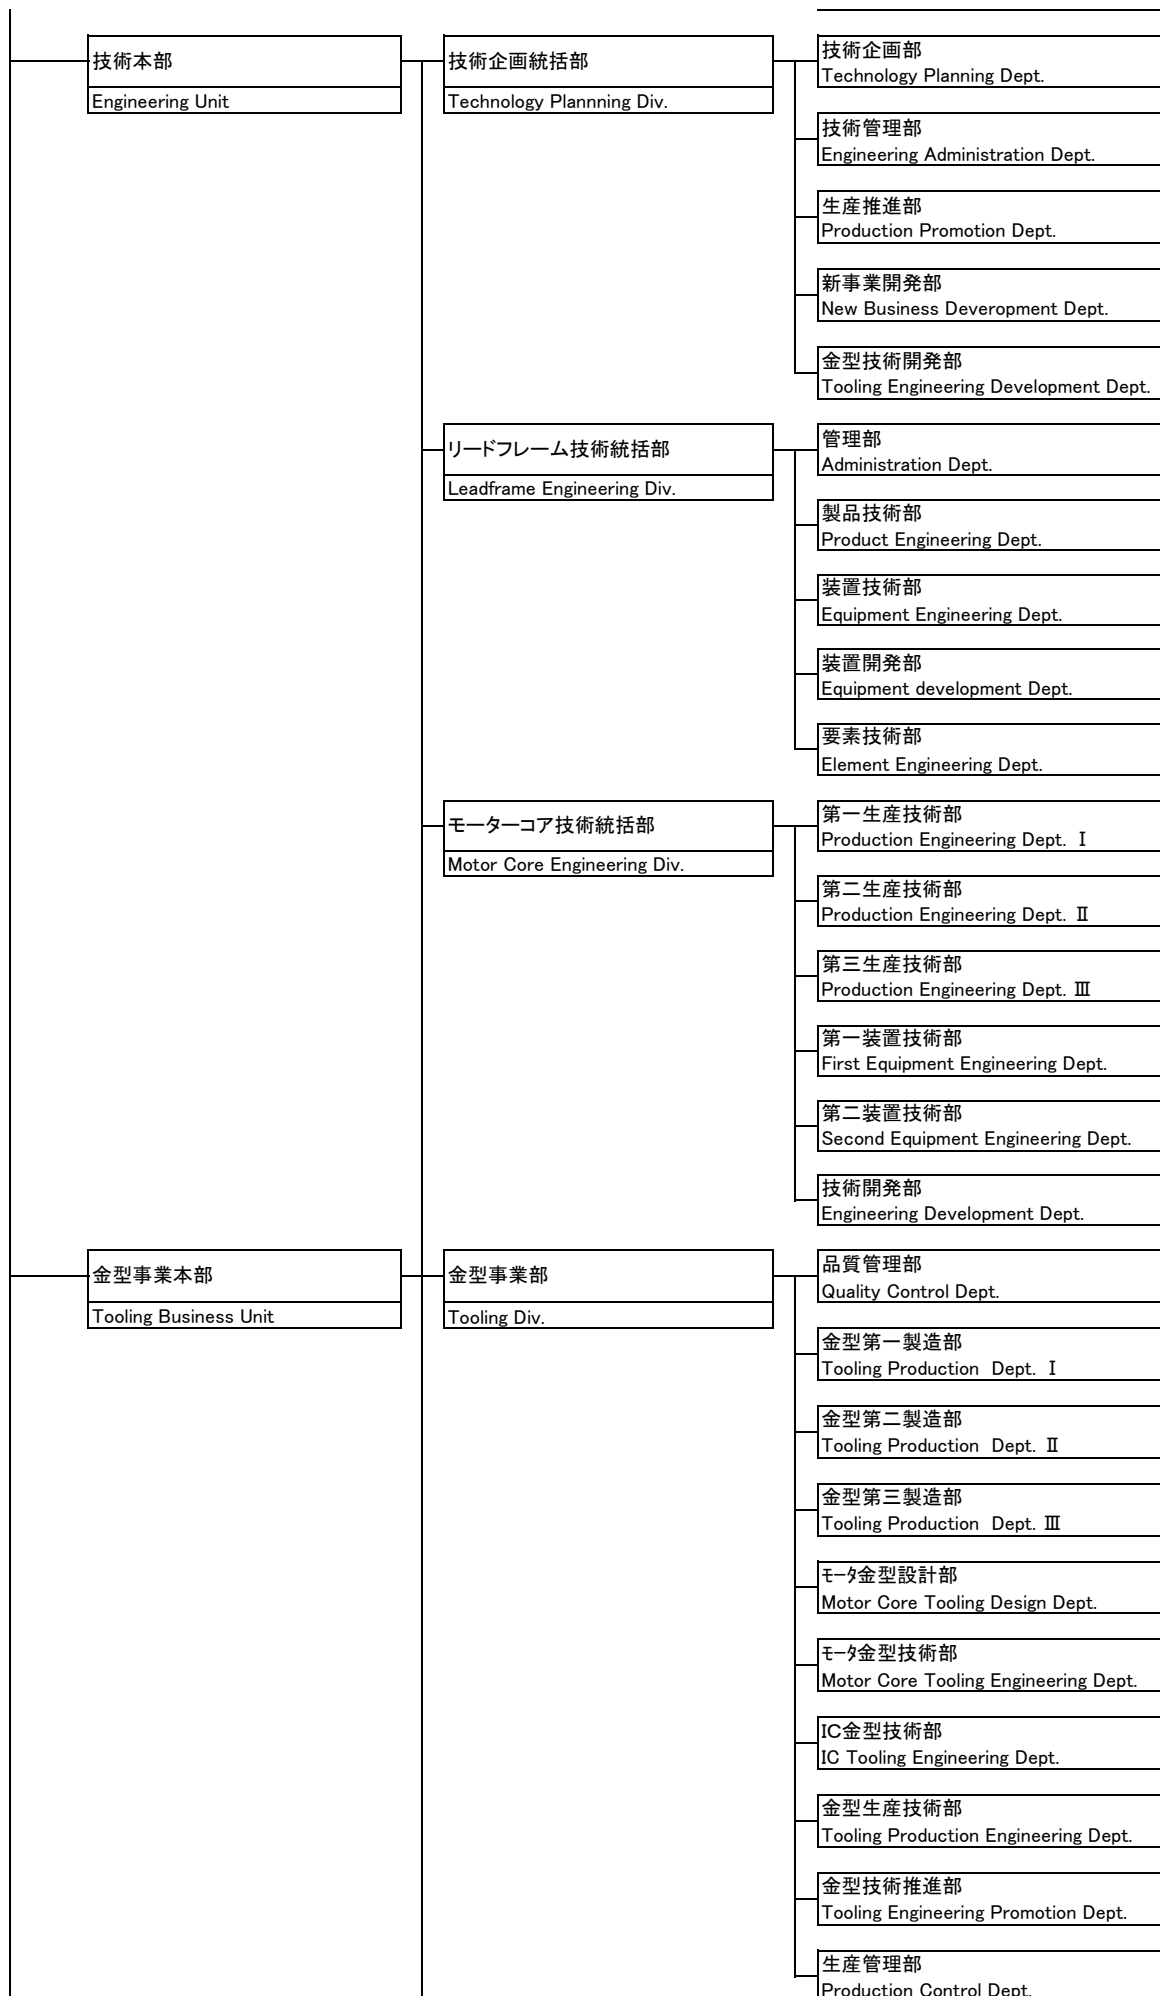 技術本部
Engineering Unit
技術企画統括部
Technology Plannning Div.
技術企画部
Technology Planning Dept.
技術管理部
Engineering Administration Dept.
生産推進部
Production Promotion Dept.
新事業開発部
New Business Deveropment Dept.
金型技術開発部
Tooling Engineering Development Dept.
リードフレーム技術統括部
Leadframe Engineering Div.
管理部
Administration Dept.
製品技術部
Product Engineering Dept.
装置技術部
Equipment Engineering Dept.
装置開発部
Equipment development Dept.
要素技術部
Element Engineering Dept.
モーターコア技術統括部
Motor Core Engineering Div.
第一生産技術部
Production Engineering Dept. Ⅰ
第二生産技術部
Production Engineering Dept. Ⅱ
第三生産技術部
Production Engineering Dept. Ⅲ
第一装置技術部
First Equipment Engineering Dept.
第二装置技術部
Second Equipment Engineering Dept.
技術開発部
Engineering Development Dept.
金型事業本部
Tooling Business Unit
金型事業部
Tooling Div.
品質管理部
Quality Control Dept.
金型第一製造部
Tooling Production  Dept. Ⅰ
金型第二製造部
Tooling Production  Dept. Ⅱ
金型第三製造部
Tooling Production  Dept. Ⅲ
ﾓｰﾀ金型設計部
Motor Core Tooling Design Dept.
ﾓｰﾀ金型技術部
Motor Core Tooling Engineering Dept.
IC金型技術部
IC Tooling Engineering Dept.
金型生産技術部
Tooling Production Engineering Dept.
金型技術推進部
Tooling Engineering Promotion Dept.
生産管理部
Production Control Dept.